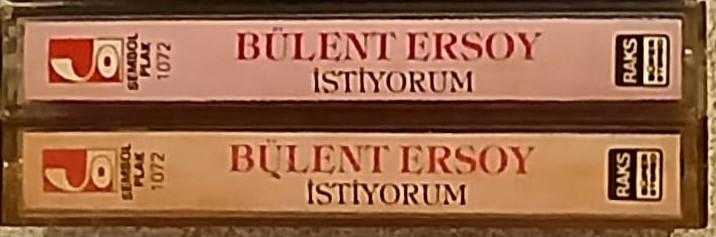 SEMBOL
PLAK
1072
BÜLENT ERSOY
İSTİYORUM
RAKS
SEMBOL
PLAK
1072
BÜLENT ERSOY
İSTİYORUM
RAKS